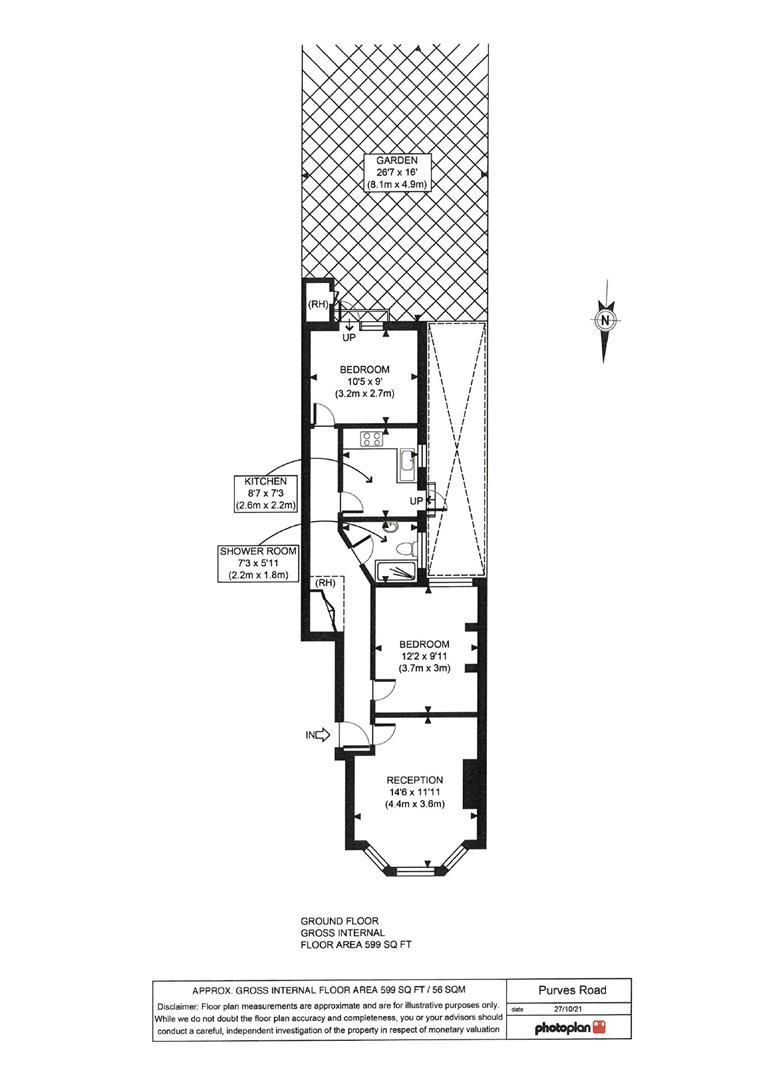 GARDEN
26'7 x 16'
(8.1m x 4.9m)
(RH)
UP
N
BEDROOM
10'5 x 9'
(3.2m x 2.7m)
KITCHEN
8'7 x 7'3
(2.6m x 2.2m)
UP
SHOWER ROOM
7'3 x 5'11
(2.2m x 1.8m)
(RH)
BEDROOM
12'2 x 9'11
(3.7m x 3m)
IN
RECEPTION
14'6 x 11'11
(4.4m x 3.6m)
GROUND FLOOR
GROSS INTERNAL
FLOOR AREA 599 SQ FT
APPROX. GROSS INTERNAL FLOOR AREA 599 SQ FT / 56 SQM
Disclaimer: Floor plan measurements are approximate and are for illustrative purposes only.
While we do not doubt the floor plan accuracy and completeness, you or your advisors should
conduct a careful, independent investigation of the property in respect of monetary valuation
Purves Road
date 27/10/21
photoplan